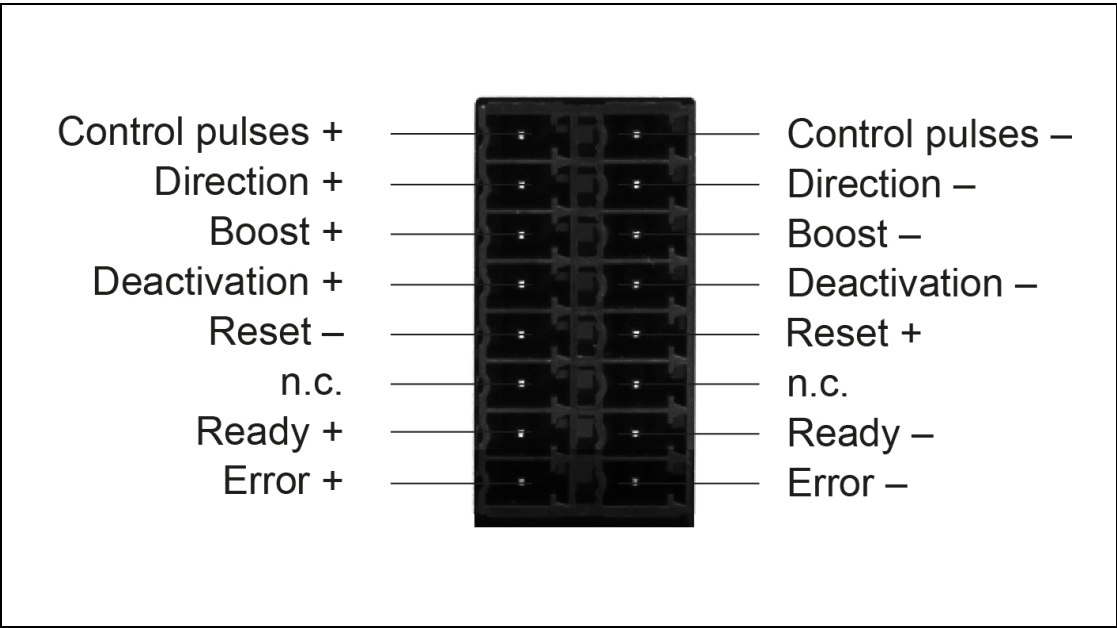 Control pulses + Control pulses –
Direction + Direction –
Boost + Boost –
Deactivation + Deactivation –
Reset – Reset +
n.c. n.c.
Ready + Ready –
Error + Error –